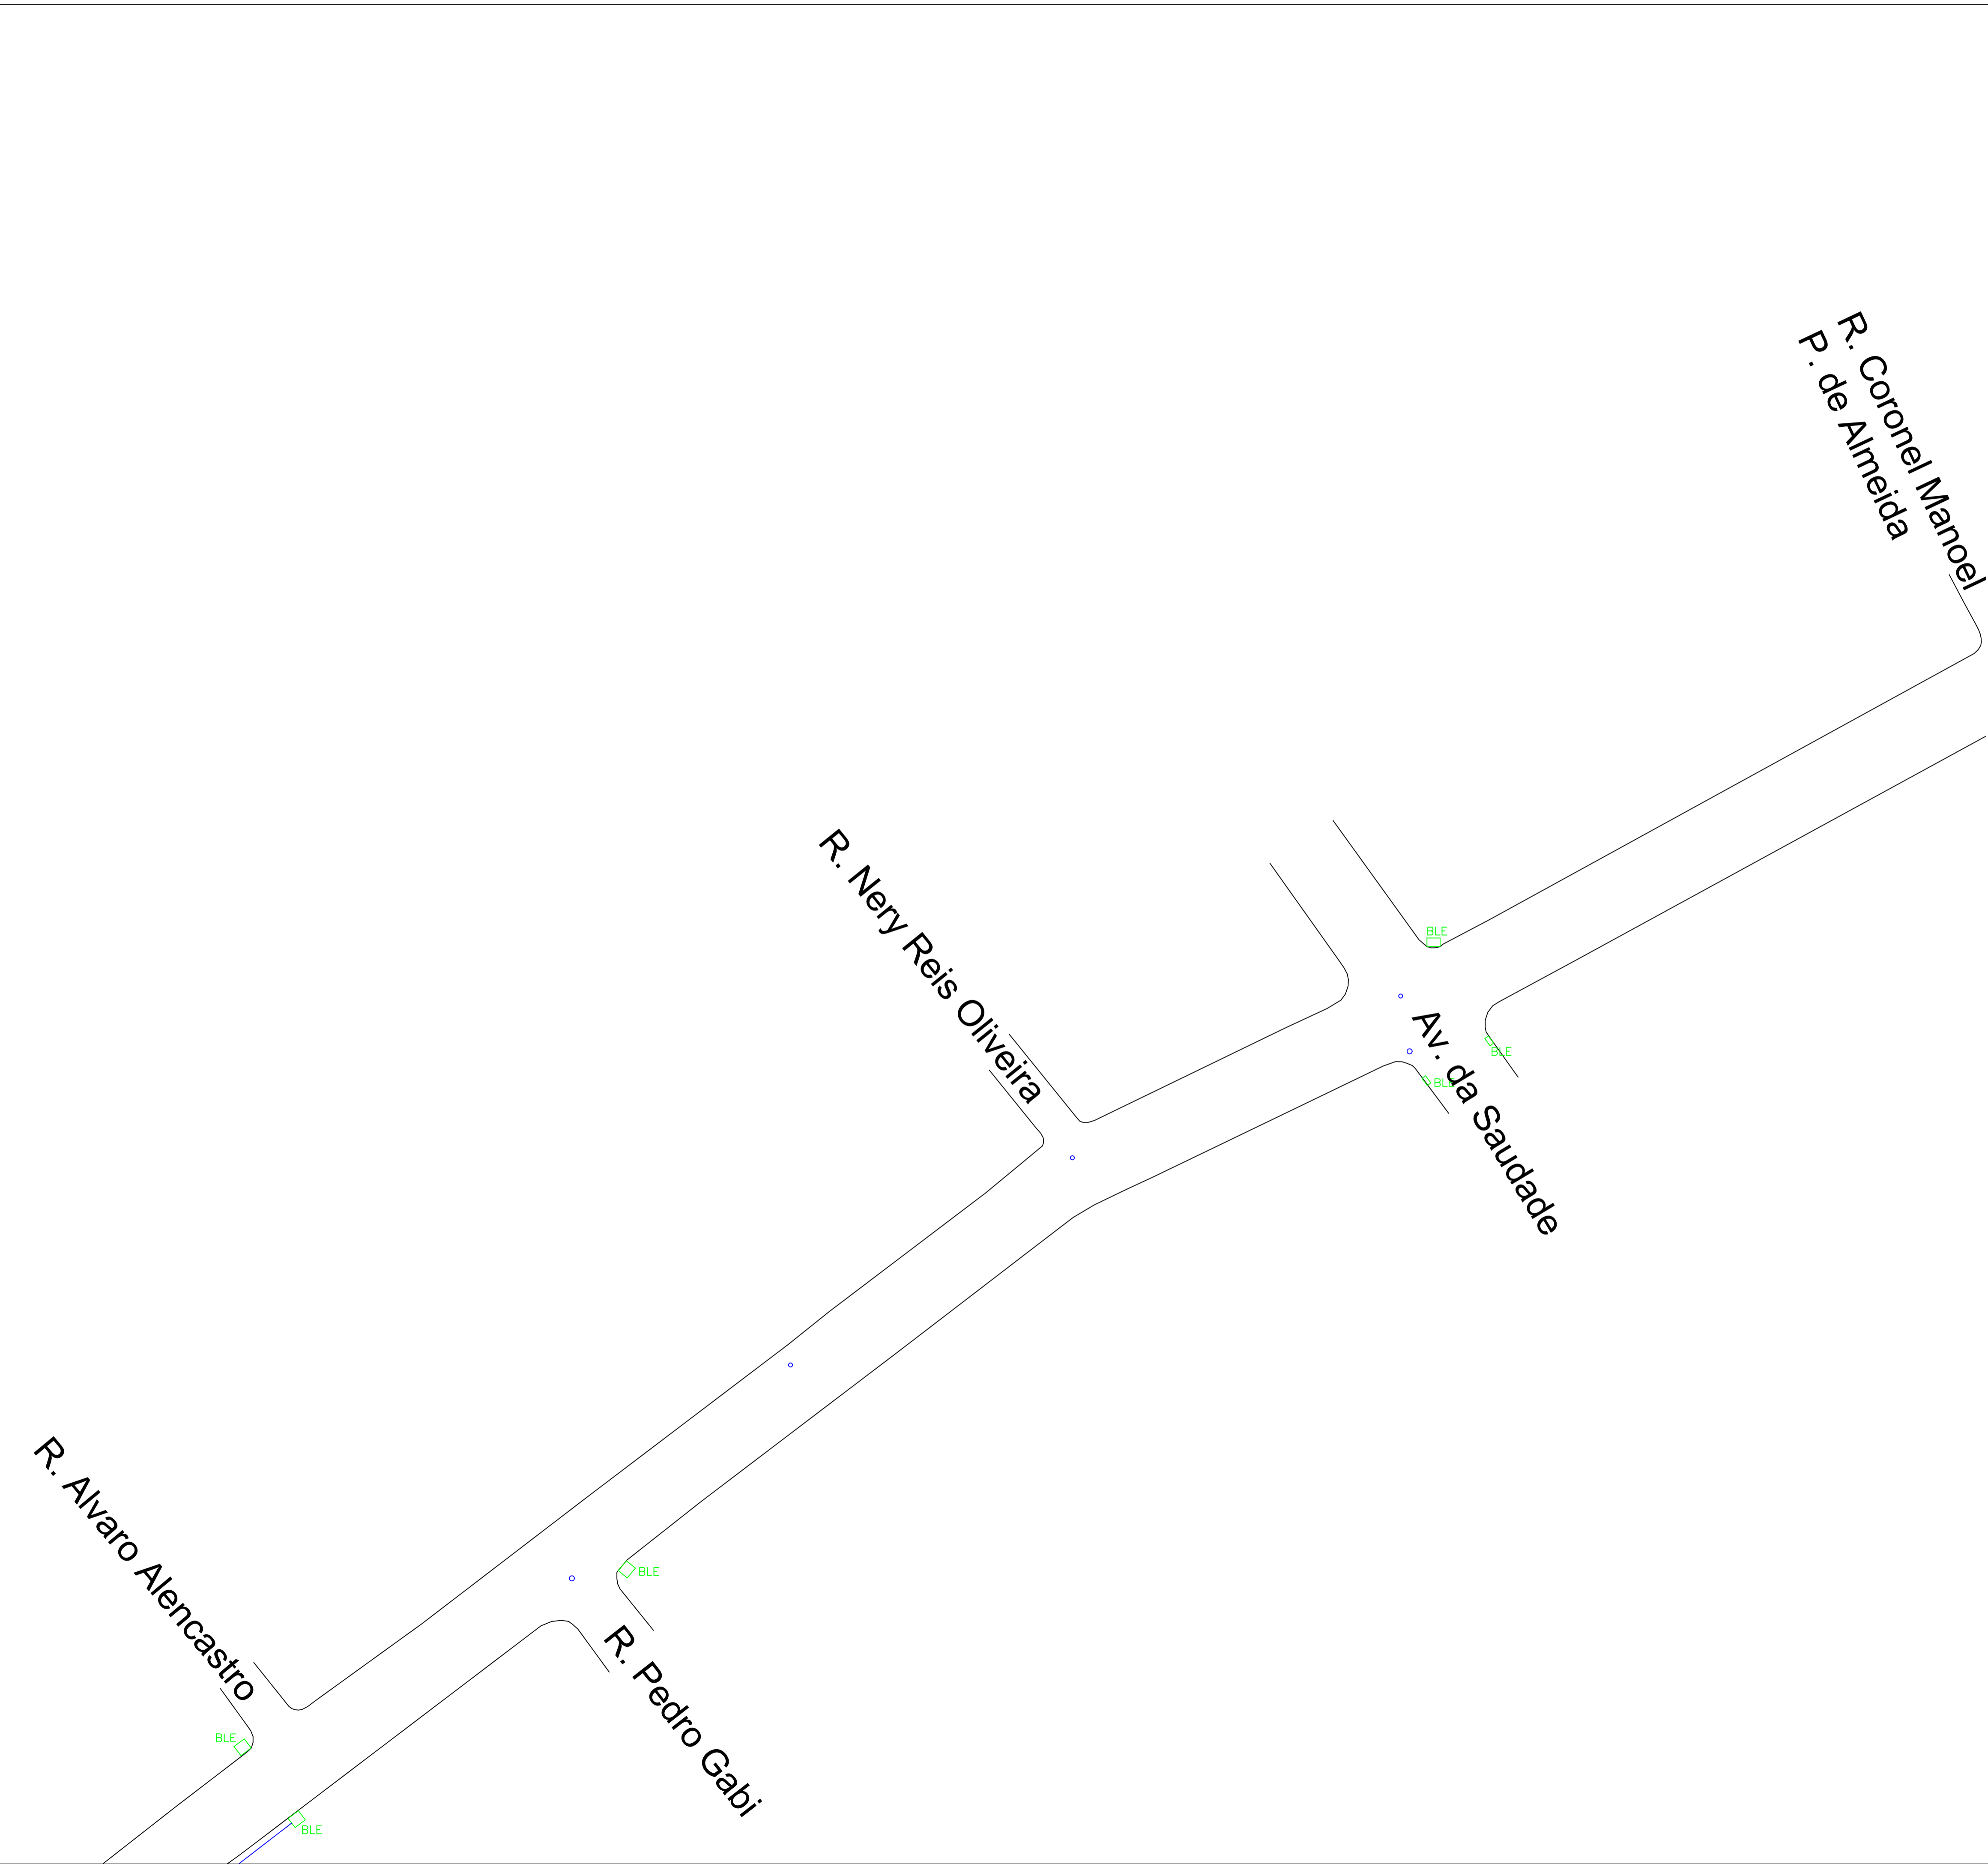 R. Coronel Manoel
P. de Almeida
R. Nery Reis Oliveira
BLE
Av. da Saudade
BLE
BLE
R. Alvaro Alencastro
BLE
R. Pedro Gabi
BLE
BLE